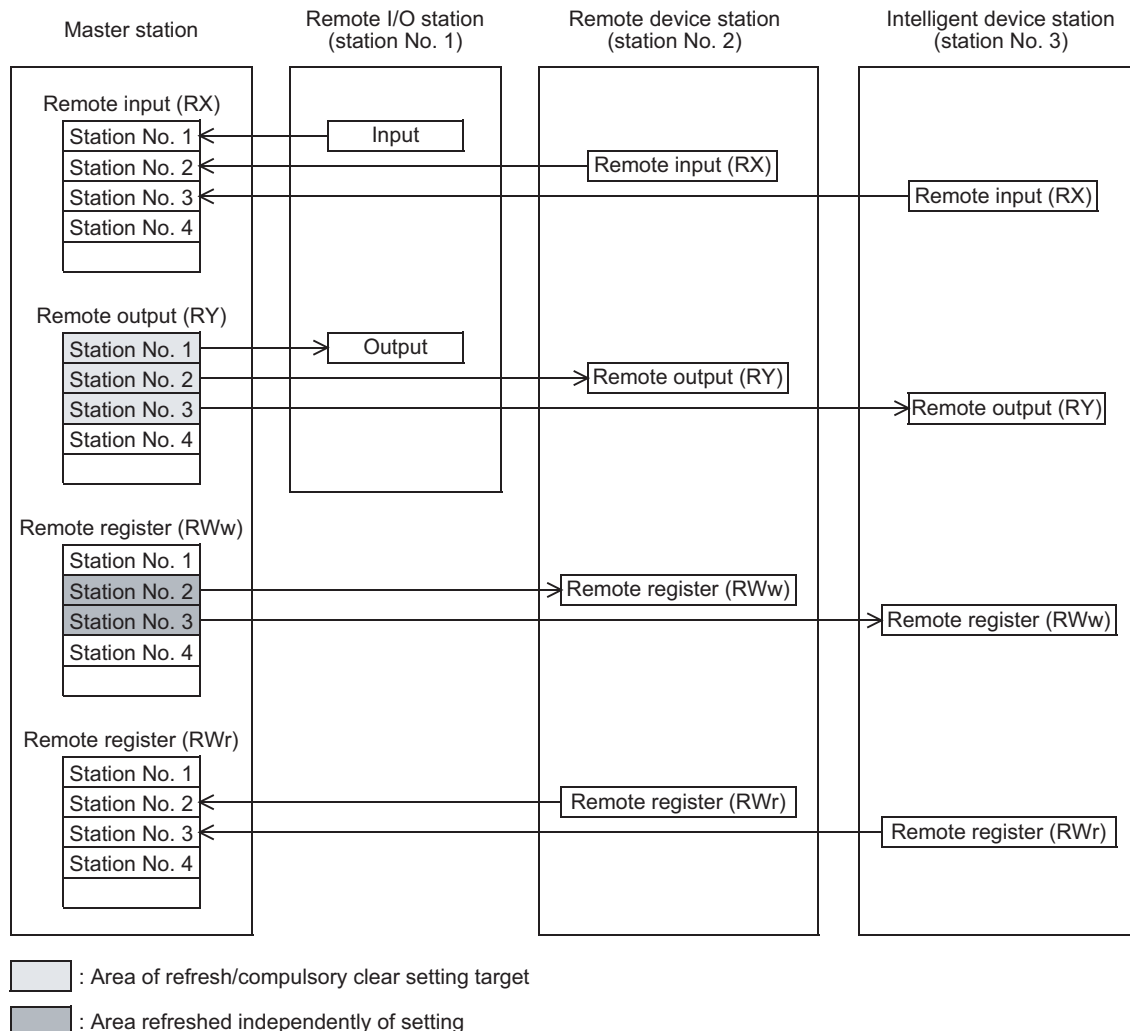 Master station
Remote I/O station
(station No. 1)
Remote device station
(station No. 2)
Intelligent device station
(station No. 3)
Remote input (RX)
Station No. 1
Station No. 2
Station No. 3
Station No. 4
Input
Remote input (RX)
Remote input (RX)
Remote output (RY)
Station No. 1
Station No. 2
Station No. 3
Station No. 4
Output
Remote output (RY)
Remote output (RY)
Remote register (RWw)
Station No. 1
Station No. 2
Station No. 3
Station No. 4
Remote register (RWw)
Remote register (RWw)
Remote register (RWr)
Station No. 1
Station No. 2
Station No. 3
Station No. 4
Remote register (RWr)
Remote register (RWr)
: Area of refresh/compulsory clear setting target
: Area refreshed independently of setting